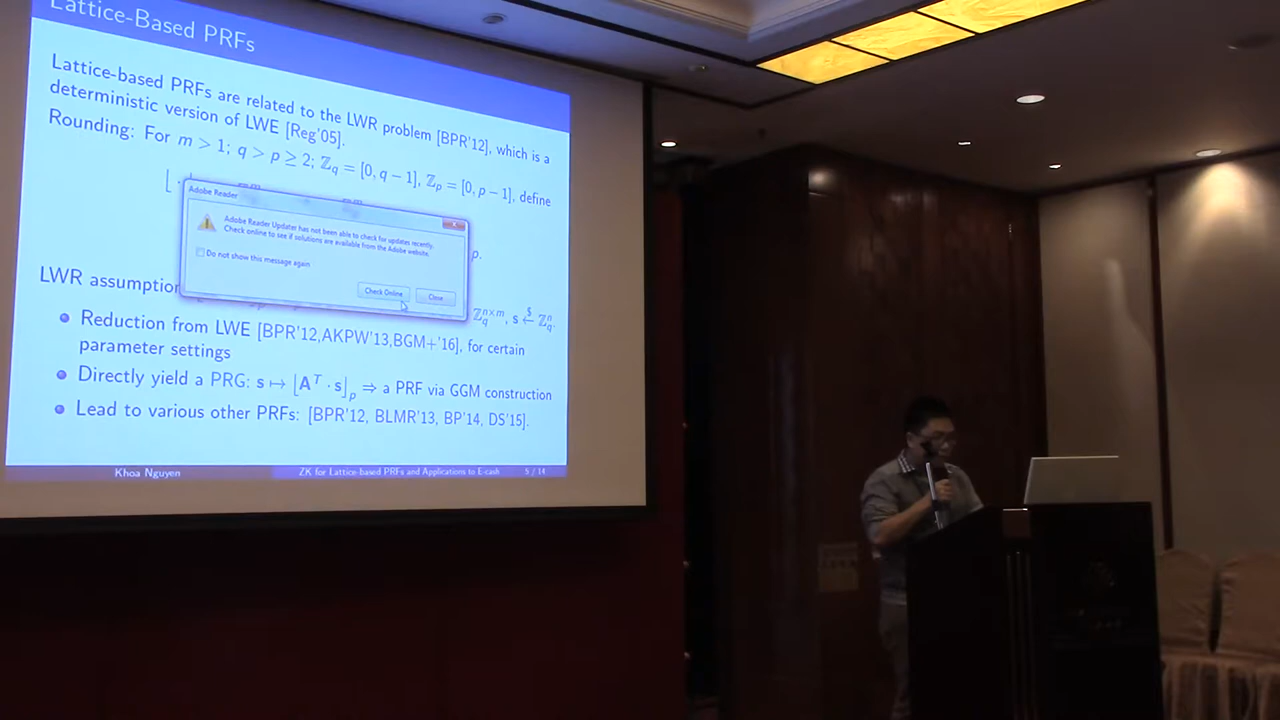 Lattice-Based PRFs
Lattice-based PRFs are related to the LWR problem [BPR'12], which is a
deterministic version of LWE [Reg'05].
Rounding: For m > 1; q > p ≥ 2; ℤq = [0, q − 1], ℤp = [0, p − 1], define
Adobe Reader
Adobe Reader Updater has not been able to check for updates recently.
Check online to see if solutions are available from the Adobe website.
Do not show this message again
Check Online
Close
p.
LWR assumption
ℤq^{n×m}, s ←$ ℤq^n.
Reduction from LWE [BPR'12,AKPW'13,BGM+'16], for certain
parameter settings
Directly yield a PRG: s ↦ ⌊A^T · s⌋p ⇒ a PRF via GGM construction
Lead to various other PRFs: [BPR'12, BLMR'13, BP'14, DS'15].
Khoa Nguyen
ZK for Lattice-based PRFs and Applications to E-cash
5 / 14